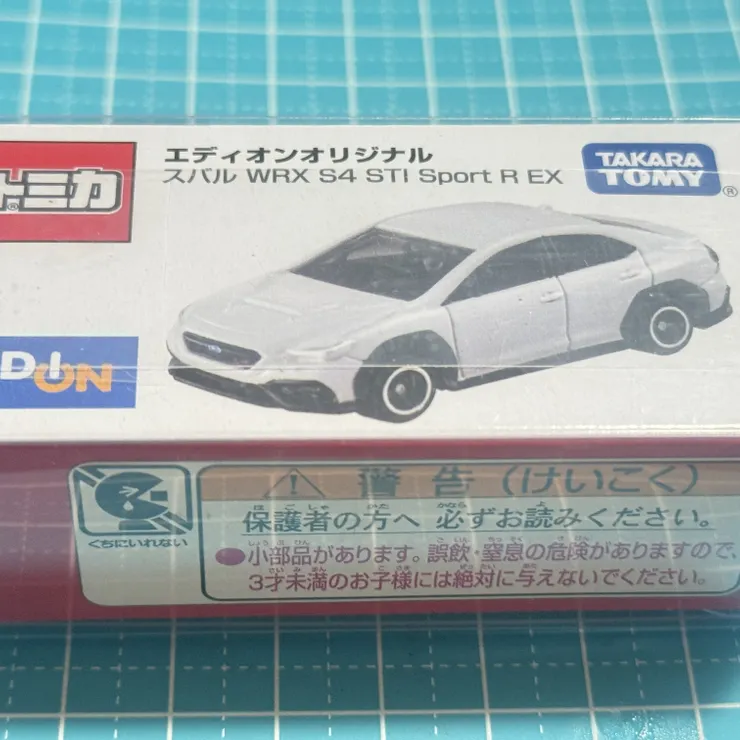 エディオンオリジナル
スバル WRX S4 STI Sport R EX
TAKARA TOMY®
トミカ®
EDION
警告（けいこく）
保護者の方へ 必ずお読みください。
くちにいれない
●小部品があります。誤飲・窒息の危険がありますので、
3才未満のお子様には絶対に与えないでください。